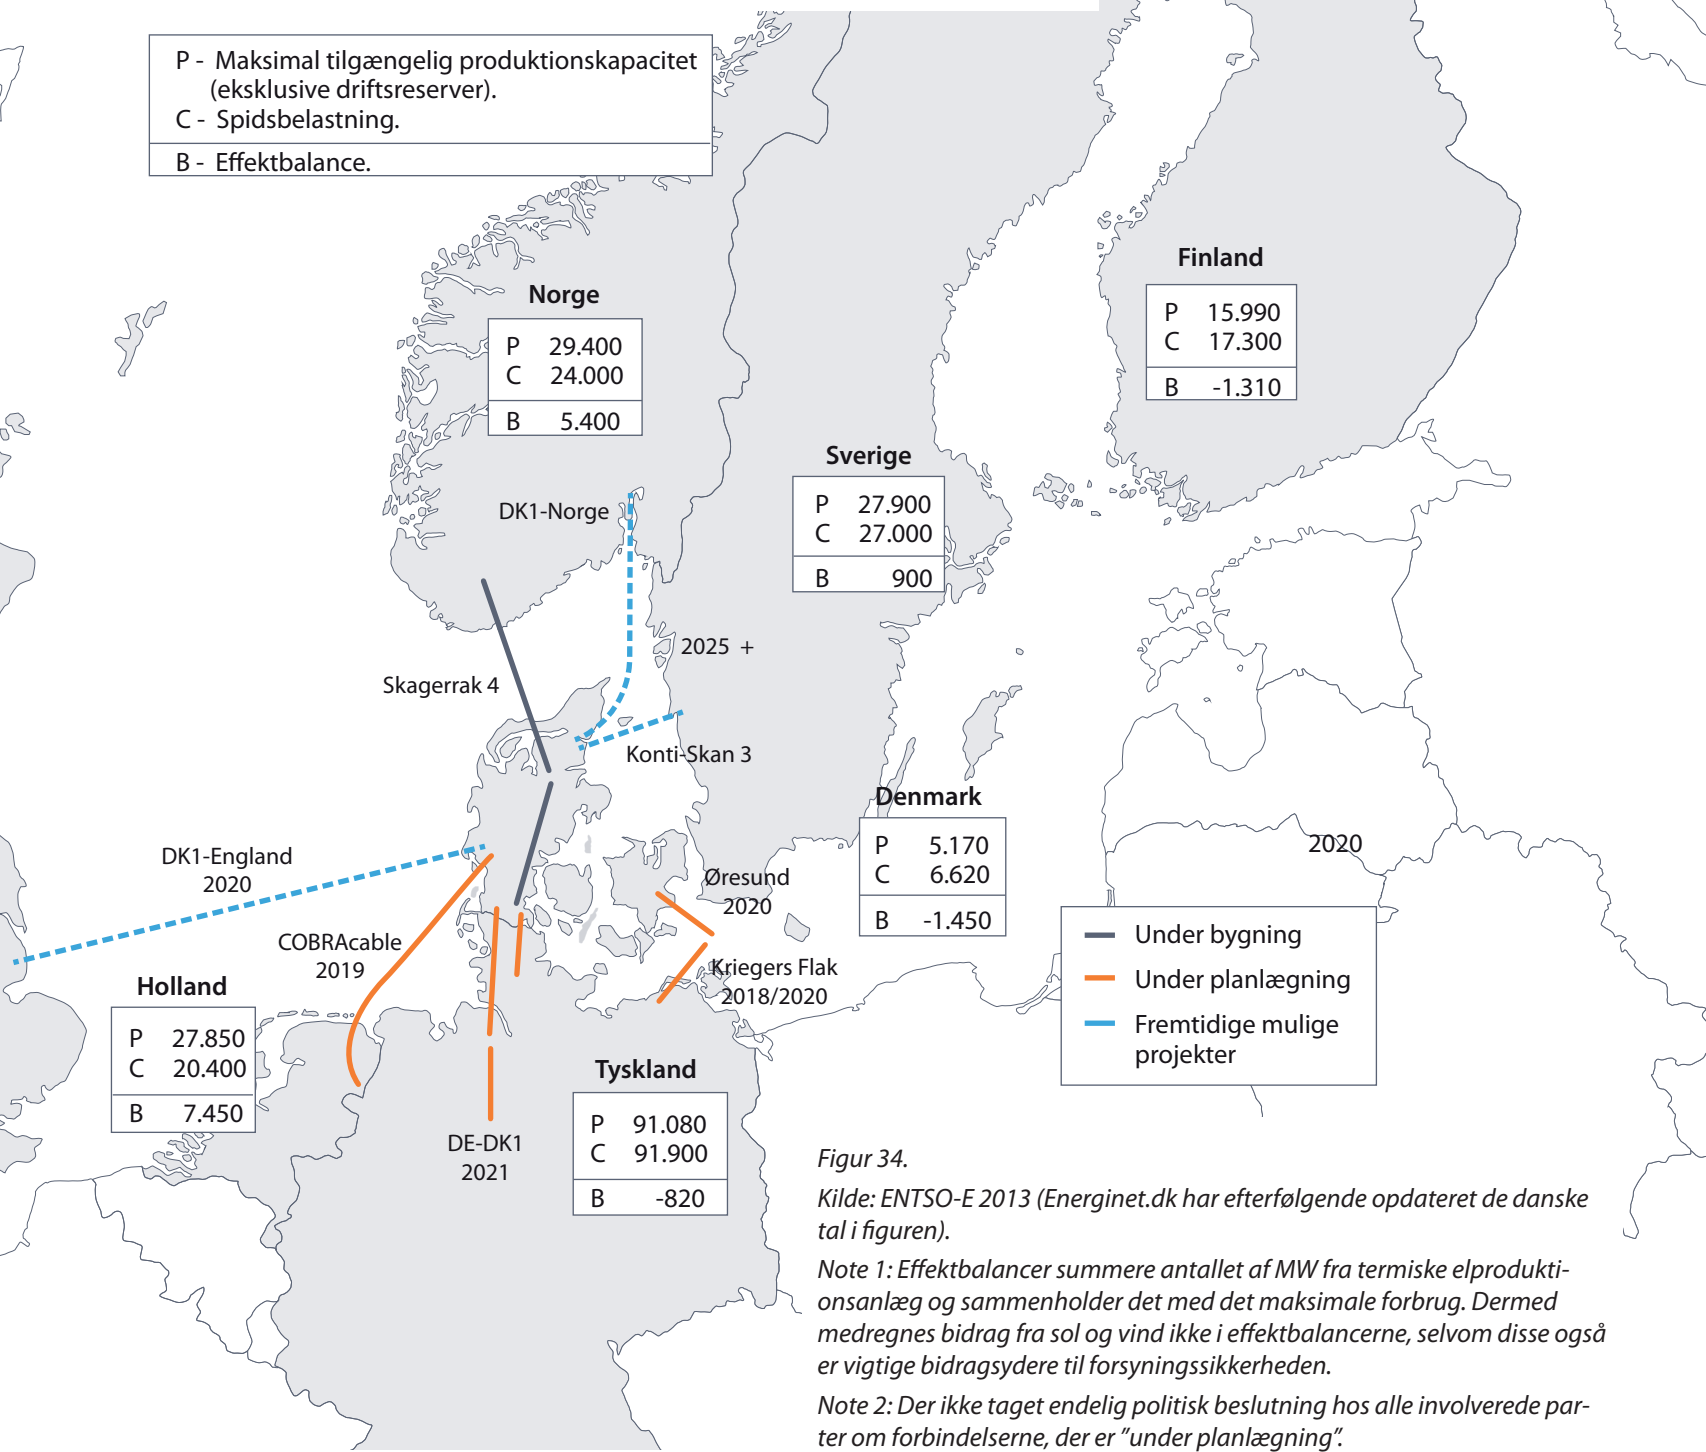 P - Maksimal tilgængelig produktionskapacitet
(eksklusive driftsreserver).
C - Spidsbelastning.
B - Effektbalance.
Finland
P 15.990
C 17.300
B -1.310
Norge
P 29.400
C 24.000
B 5.400
Sverige
P 27.900
C 27.000
B 900
DK1-Norge
2025 +
Skagerrak 4
Konti-Skan 3
Denmark
P 5.170
C 6.620
B -1.450
2020
DK1-England
2020
Øresund
2020
COBRAcable
2019
Kriegers Flak
2018/2020
Under bygning
Under planlægning
Fremtidige mulige
projekter
Holland
P 27.850
C 20.400
B 7.450
Tyskland
P 91.080
C 91.900
B -820
DE-DK1
2021
Figur 34.
Kilde: ENTSO-E 2013 (Energinet.dk har efterfølgende opdateret de danske
tal i figuren).
Note 1: Effektbalancer summere antallet af MW fra termiske elprodukti-
onsanlæg og sammenholder det med det maksimale forbrug. Dermed
medregnes bidrag fra sol og vind ikke i effektbalancerne, selvom disse også
er vigtige bidragsydere til forsyningssikkerheden.
Note 2: Der ikke taget endelig politisk beslutning hos alle involverede par-
ter om forbindelserne, der er ”under planlægning”.